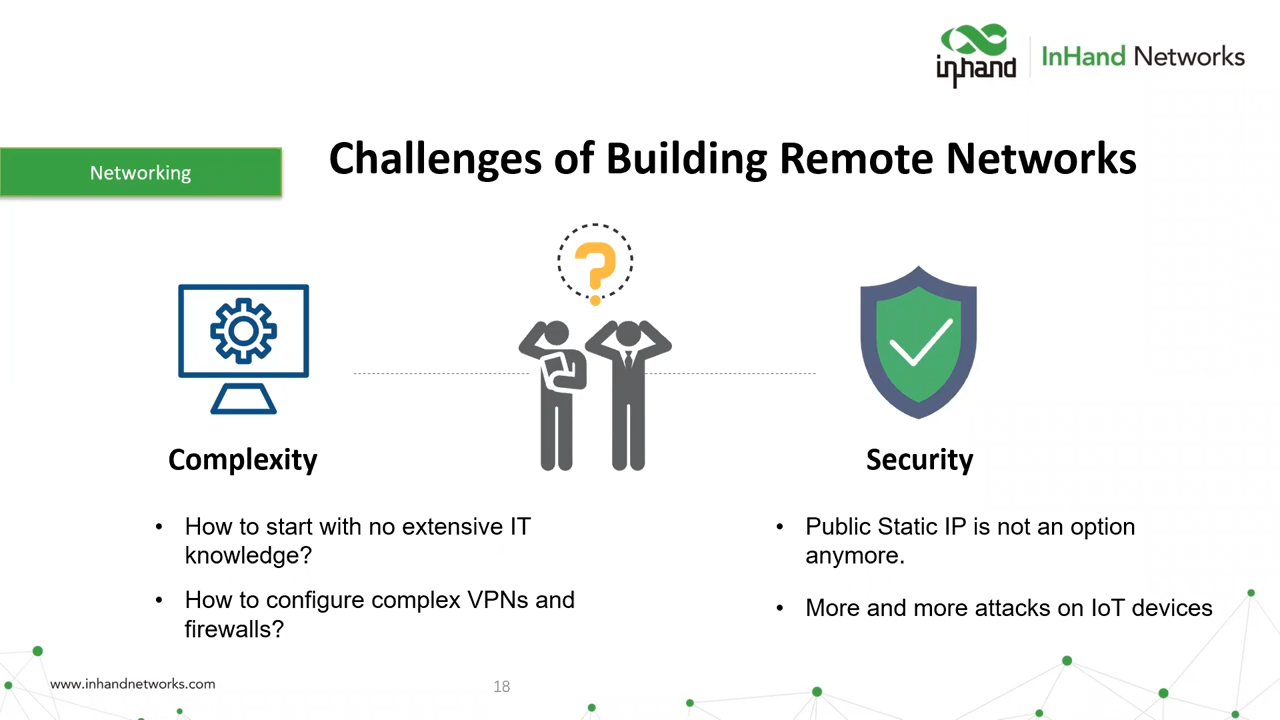 inhand
InHand Networks
Networking
Challenges of Building Remote Networks
?
Complexity
Security
• How to start with no extensive IT
knowledge?
• How to configure complex VPNs and
firewalls?
• Public Static IP is not an option
anymore.
• More and more attacks on IoT devices
www.inhandnetworks.com
18